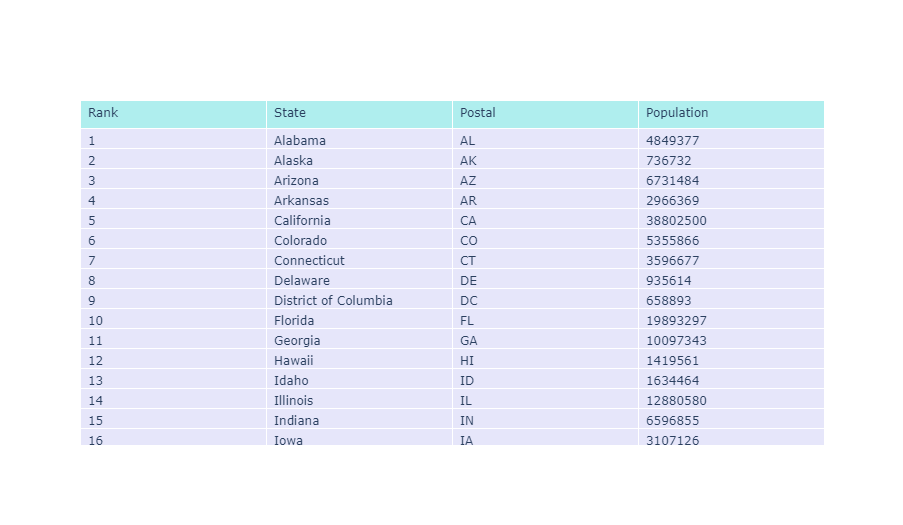 Rank State Postal Population
1 Alabama AL 4849377
2 Alaska AK 736732
3 Arizona AZ 6731484
4 Arkansas AR 2966369
5 California CA 38802500
6 Colorado CO 5355866
7 Connecticut CT 3596677
8 Delaware DE 935614
9 District of Columbia DC 658893
10 Florida FL 19893297
11 Georgia GA 10097343
12 Hawaii HI 1419561
13 Idaho ID 1634464
14 Illinois IL 12880580
15 Indiana IN 6596855
16 Iowa IA 3107126